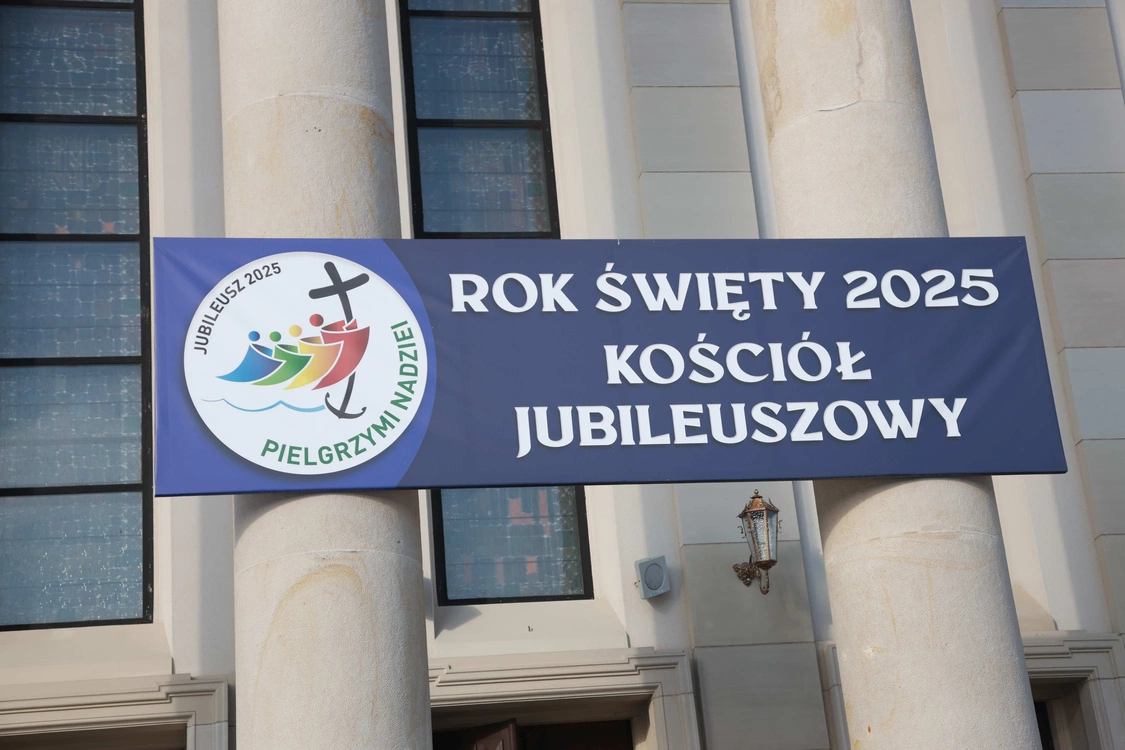 JUBILEUSZ 2025
PIELGRZYMI NADZIEI
ROK ŚWIĘTY 2025
KOŚCIÓŁ
JUBILEUSZOWY